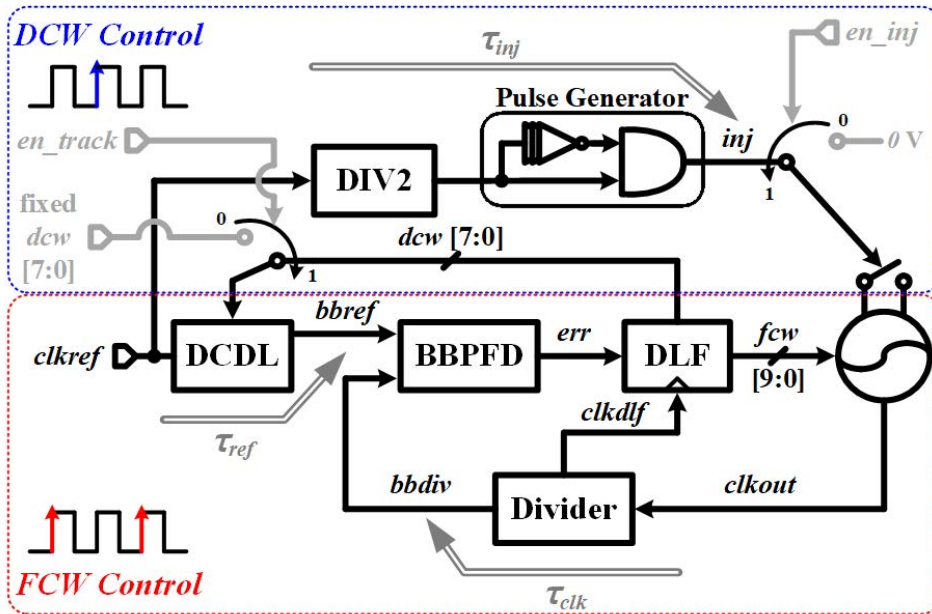 DCW Control
τinj
en_inj
Pulse Generator
en_track
inj
0
0 V
DIV2
1
fixed
dcw
[7:0]
0
dcw [7:0]
1
bbref
clkref
DCDL
BBPFD
err
DLF
fcw
[9:0]
τref
clkdlf
bbdiv
Divider
clkout
FCW Control
τclk